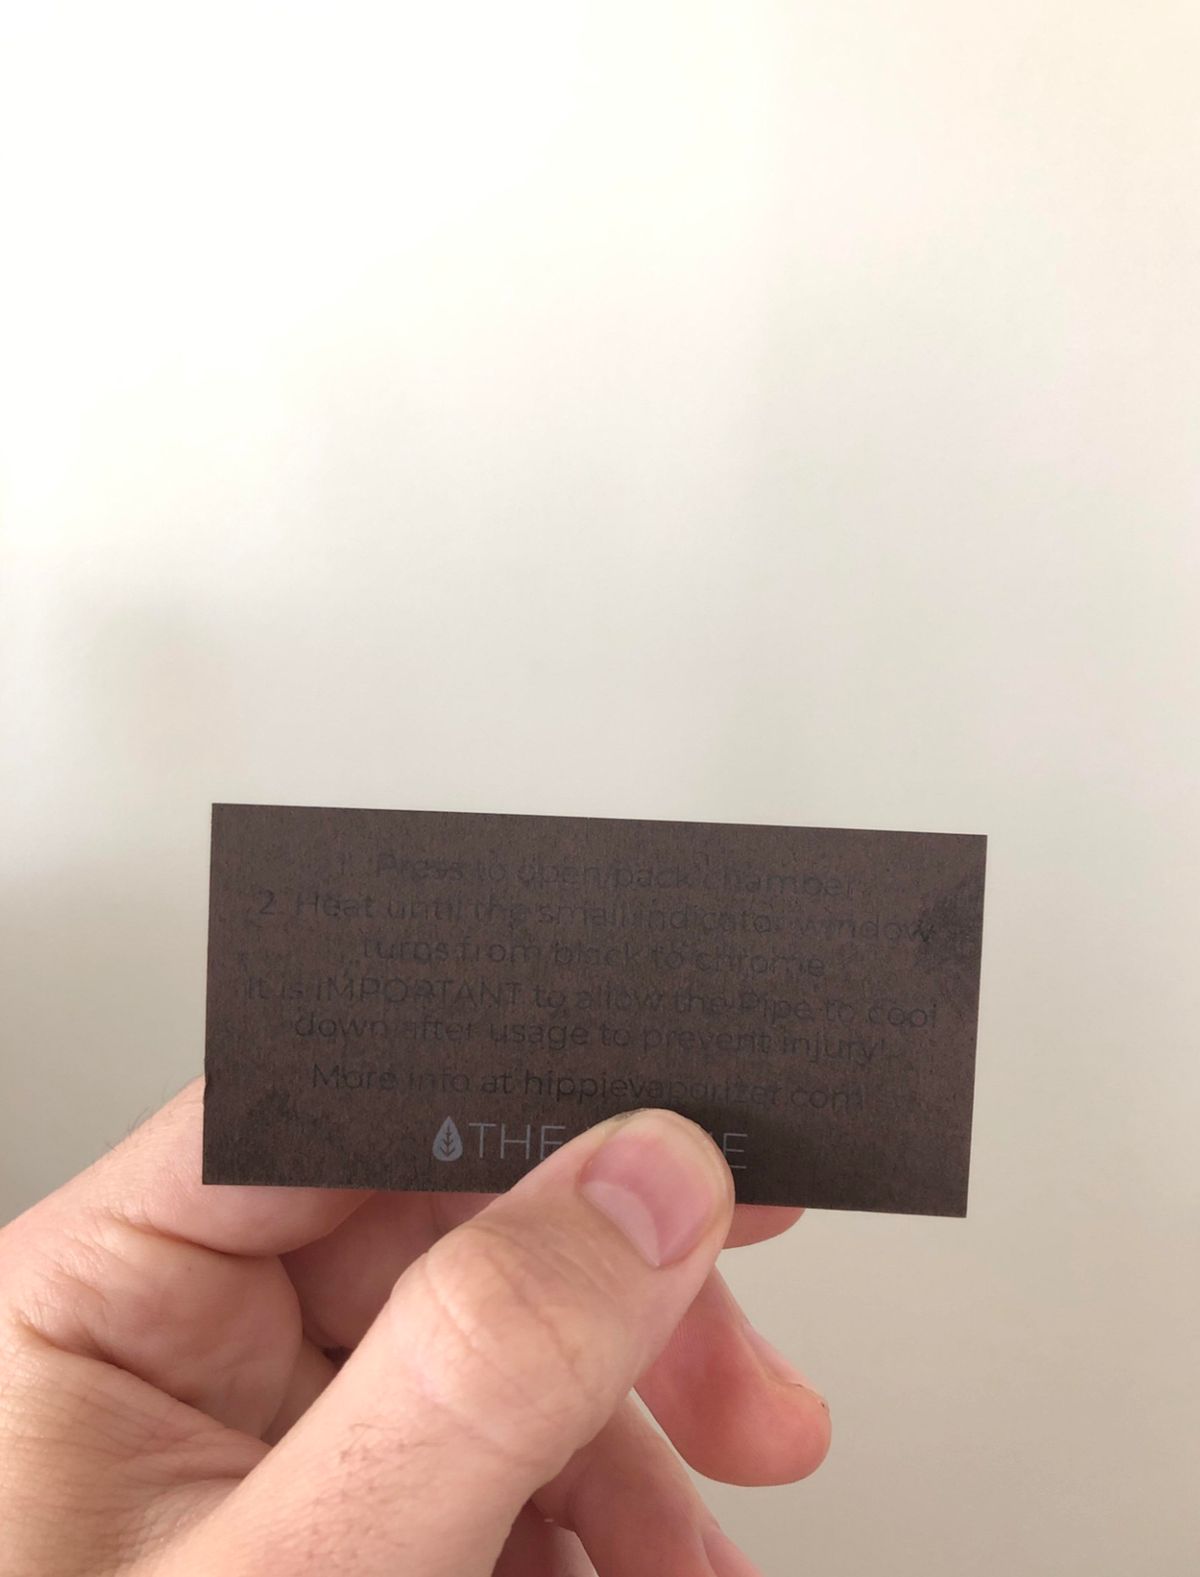 1. Press to open/pack chamber
2. Heat until the small indicator window
turns from black to chrome
It is IMPORTANT to allow the Pipe to cool
down after usage to prevent injury!
More info at hippievaporizer.com
THE